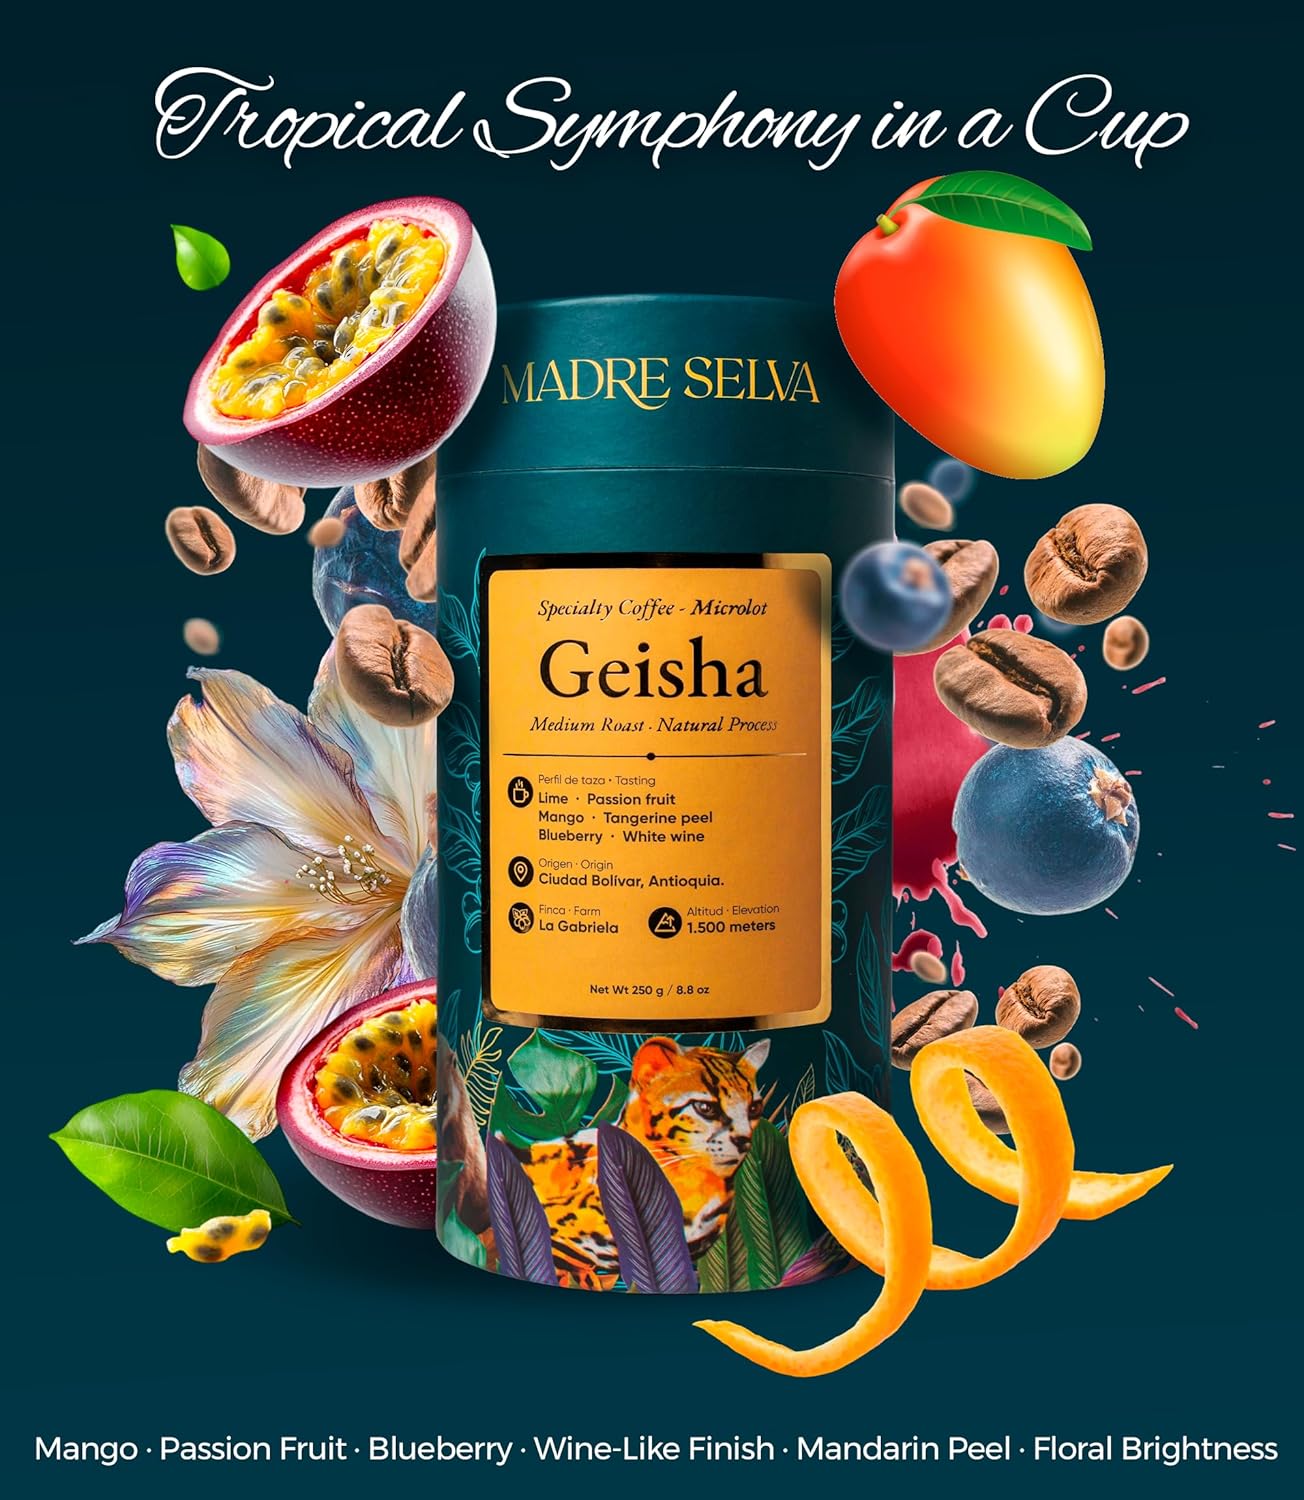 Tropical Symphony in a Cup
MADRE SELVA
Specialty Coffee - Microlot
Geisha
Medium Roast · Natural Process
Perfil de taza · Tasting
Lime · Passion fruit
Mango · Tangerine peel
Blueberry · White wine
Origen · Origin
Ciudad Bolívar, Antioquia.
Finca · Farm
La Gabriela
Altitud · Elevation
1.500 meters
Net Wt 250 g / 8.8 oz
Mango · Passion Fruit · Blueberry · Wine-Like Finish · Mandarin Peel · Floral Brightness